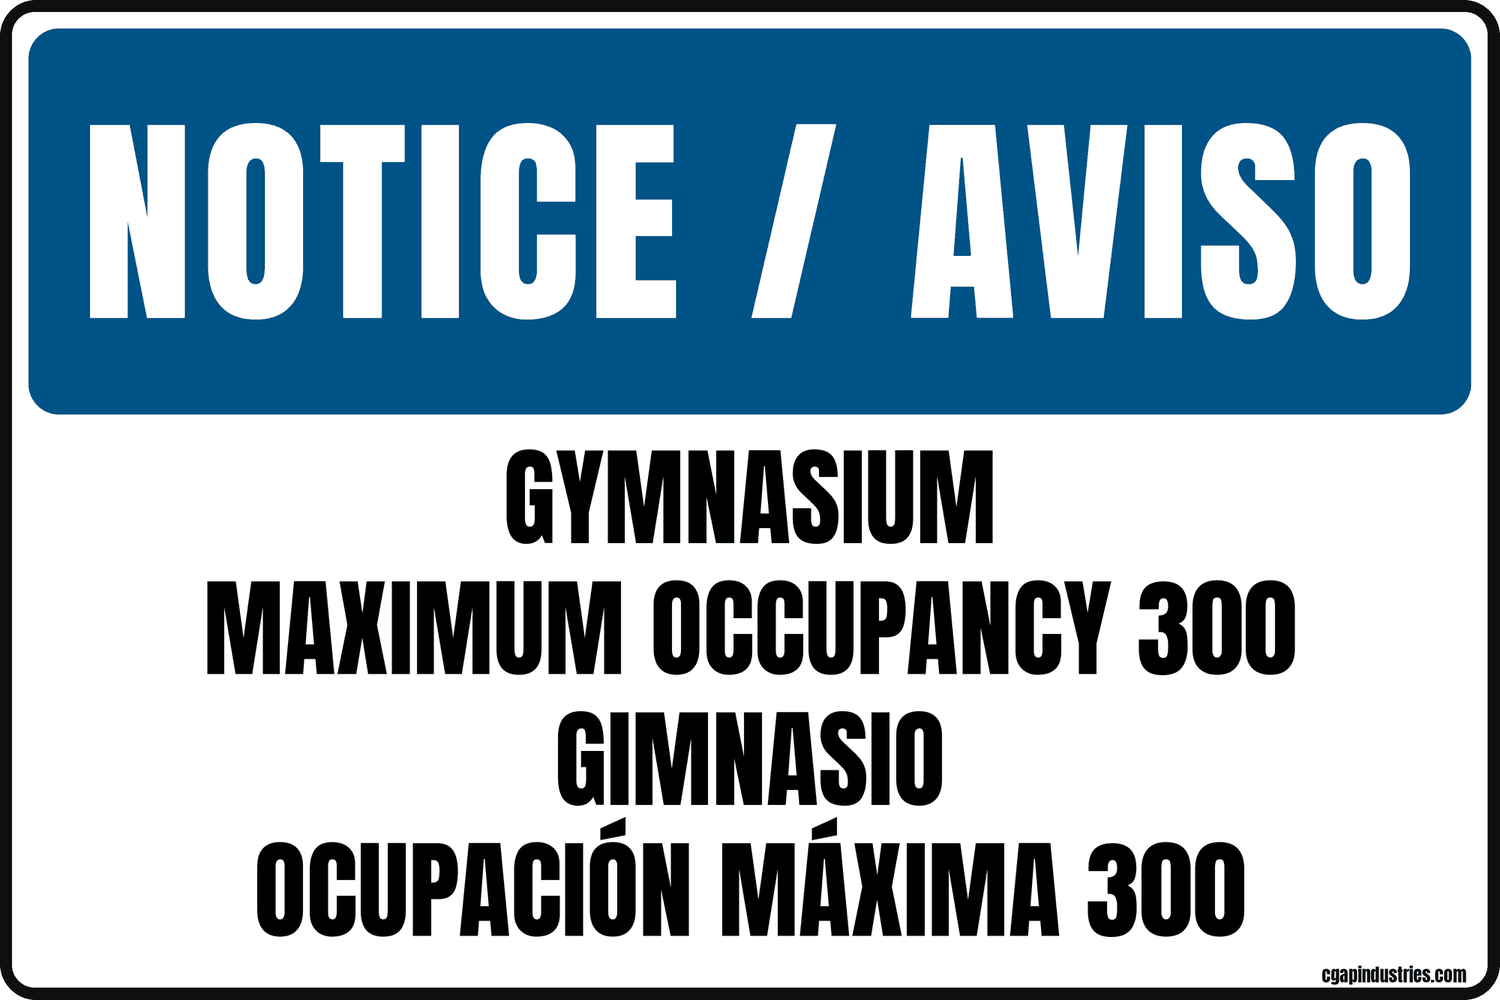 NOTICE / AVISO
GYMNASIUM
MAXIMUM OCCUPANCY 300
GIMNASIO
OCUPACIÓN MÁXIMA 300
cgapindustries.com